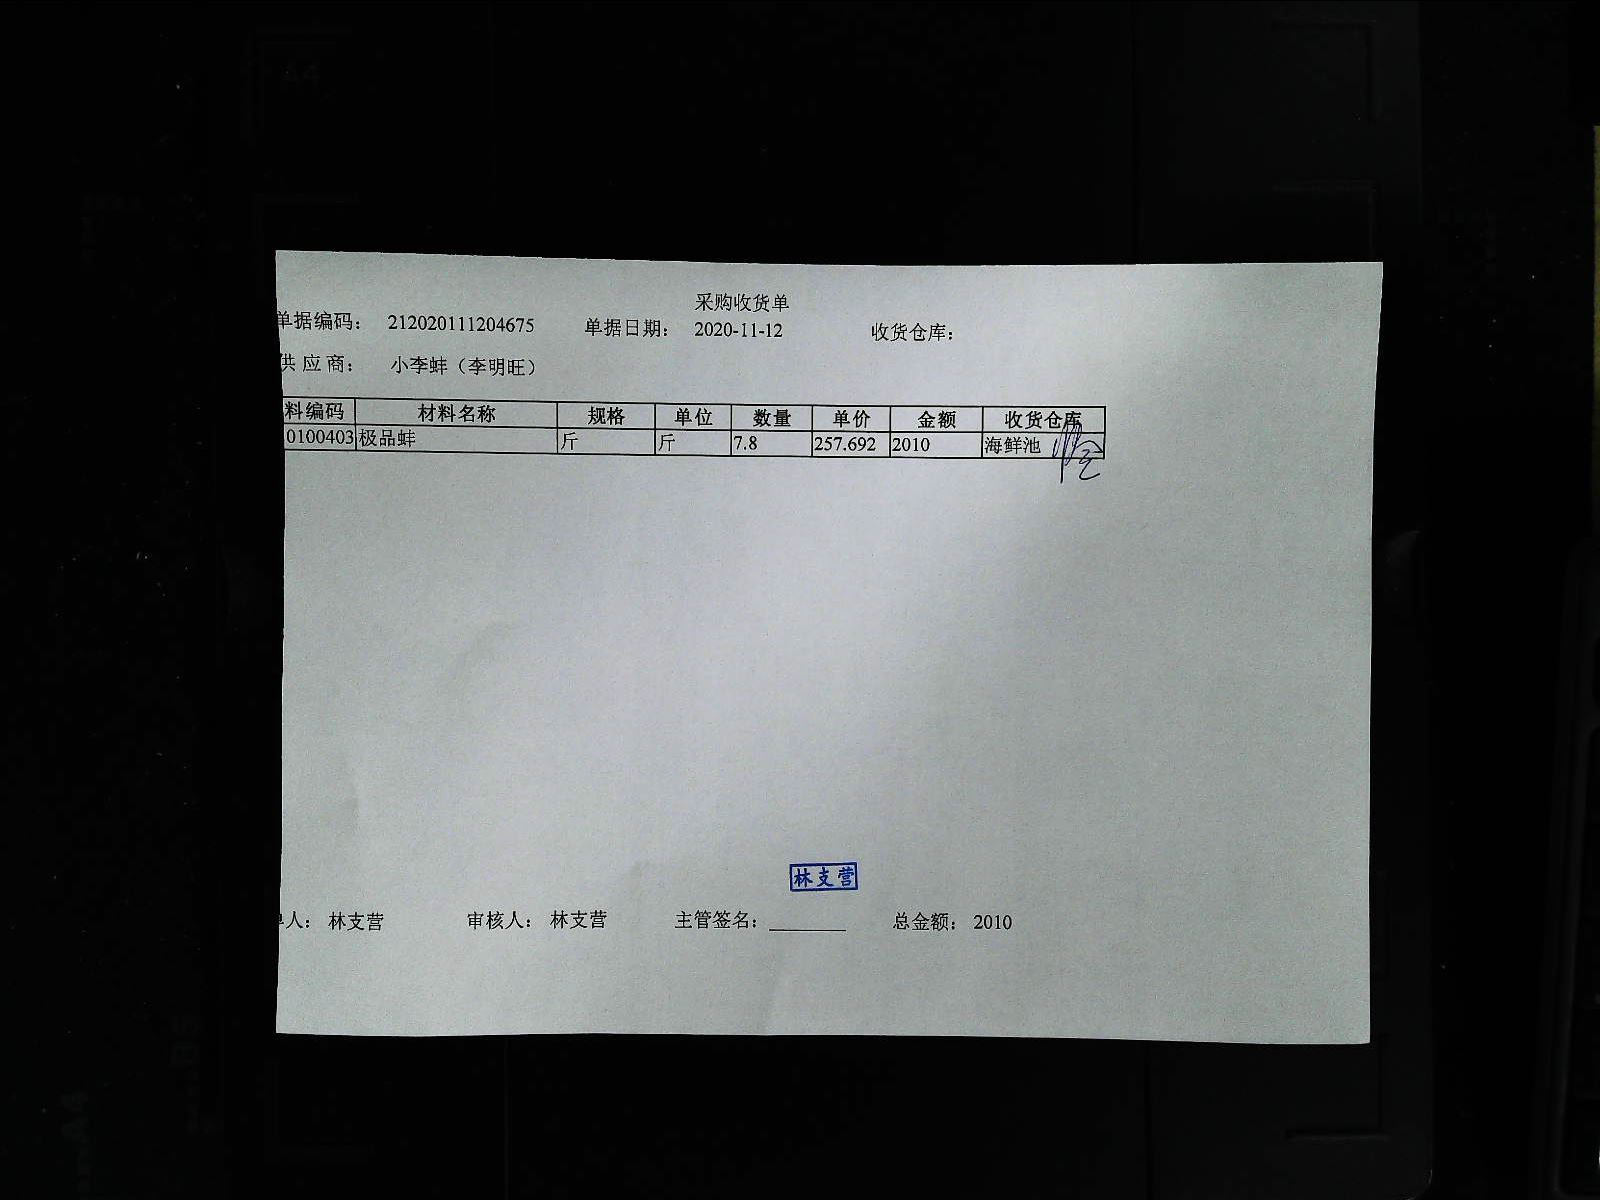 采购收货单
单据编码: 212020111204675 单据日期: 2020-11-12 收货仓库:
供应商: 小李蚌（李明旺）
料编码 材料名称 规格 单位 数量 单价 金额 收货仓库
0100403 极品蚌 斤 斤 7.8 257.692 2010 海鲜池
林支营
人: 林支营 审核人: 林支营 主管签名: 总金额: 2010